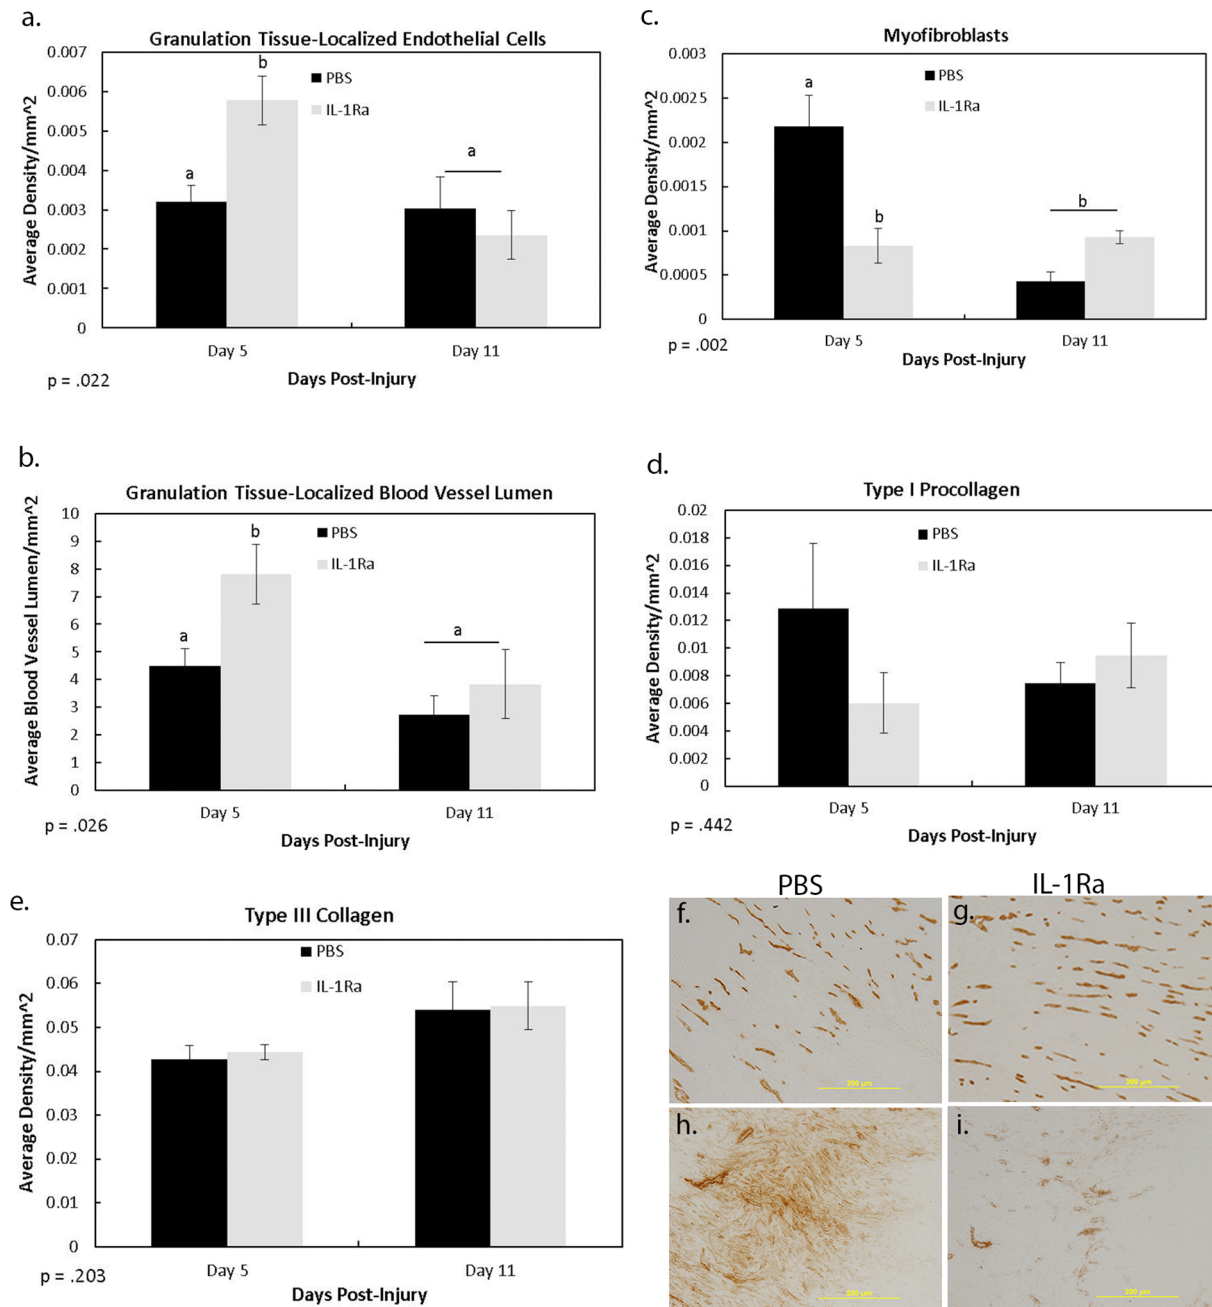 a.
Granulation Tissue-Localized Endothelial Cells
0.007
0.006
0.005
0.004
0.003
0.002
0.001
0
Average Density/mm^2
PBS
IL-1Ra
a
b
a
Day 5
Day 11
Days Post-Injury
p = .022
c.
Myofibroblasts
0.003
0.0025
0.002
0.0015
0.001
0.0005
0
Average Density/mm^2
PBS
IL-1Ra
a
b
b
Day 5
Day 11
Days Post-Injury
p = .002
b.
Granulation Tissue-Localized Blood Vessel Lumen
10
9
8
7
6
5
4
3
2
1
0
Average Blood Vessel Lumen/mm^2
PBS
IL-1Ra
a
b
a
Day 5
Day 11
Days Post-Injury
p = .026
d.
Type I Procollagen
0.02
0.018
0.016
0.014
0.012
0.01
0.008
0.006
0.004
0.002
0
Average Density/mm^2
PBS
IL-1Ra
Day 5
Day 11
Days Post-Injury
p = .442
e.
Type III Collagen
0.07
0.06
0.05
0.04
0.03
0.02
0.01
0
Average Density/mm^2
PBS
IL-1Ra
Day 5
Day 11
Days Post-Injury
p = .203
PBS
IL-1Ra
f.
200 µm
g.
200 µm
h.
200 µm
i.
200 µm